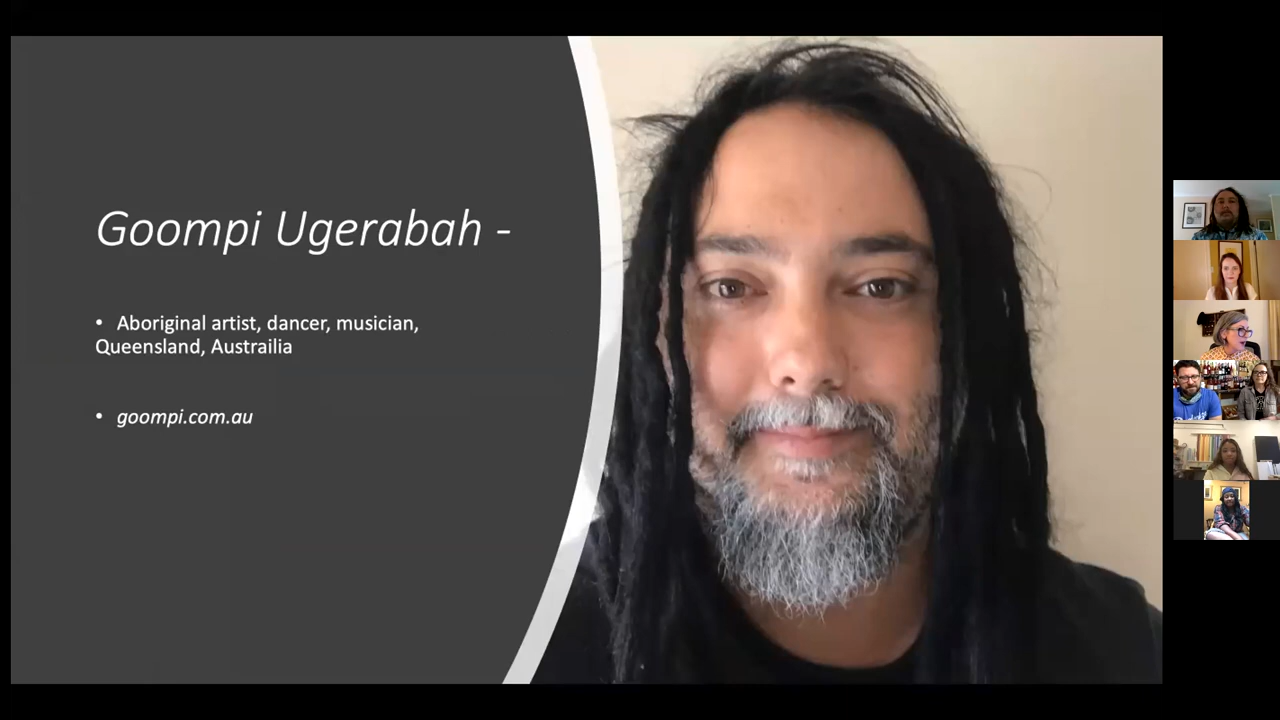 Goompi Ugerabah -
• Aboriginal artist, dancer, musician,
Queensland, Austrailia
• goompi.com.au